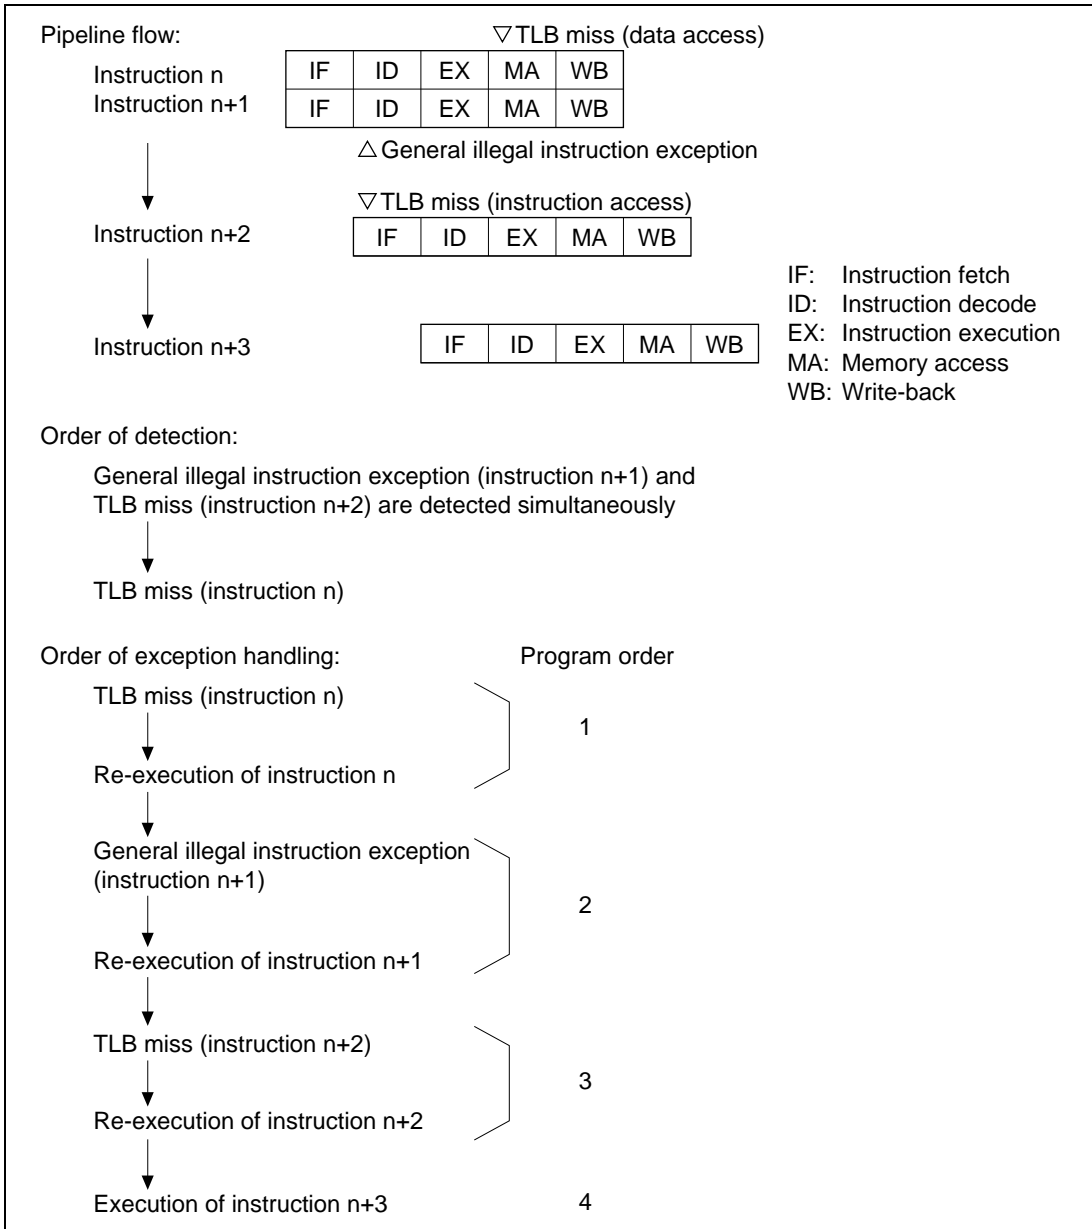 Pipeline flow:
▽TLB miss (data access)
Instruction n IF ID EX MA WB
Instruction n+1 IF ID EX MA WB
△General illegal instruction exception
▽TLB miss (instruction access)
Instruction n+2 IF ID EX MA WB
Instruction n+3 IF ID EX MA WB
IF: Instruction fetch
ID: Instruction decode
EX: Instruction execution
MA: Memory access
WB: Write-back
Order of detection:
General illegal instruction exception (instruction n+1) and
TLB miss (instruction n+2) are detected simultaneously
TLB miss (instruction n)
Order of exception handling: Program order
TLB miss (instruction n)
1
Re-execution of instruction n
General illegal instruction exception
(instruction n+1)
2
Re-execution of instruction n+1
TLB miss (instruction n+2)
3
Re-execution of instruction n+2
Execution of instruction n+3 4